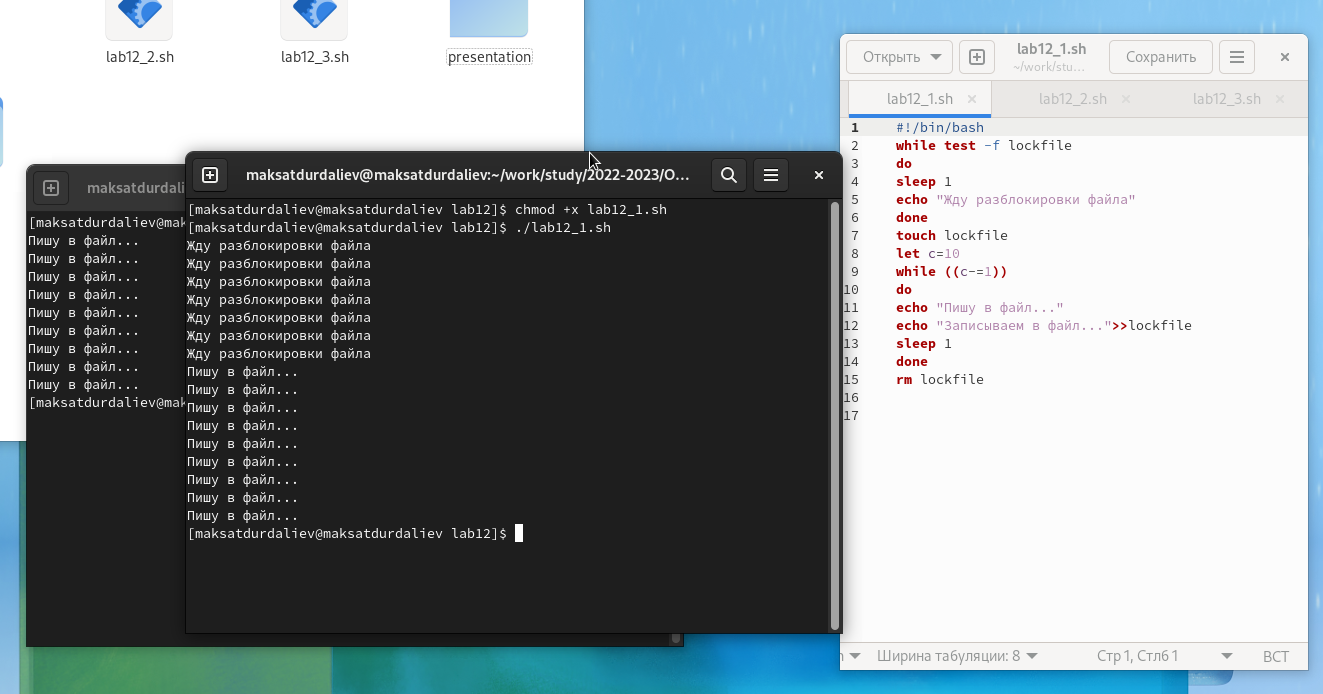 lab12_2.sh
lab12_3.sh
presentation
maksatdurdali
[maksatdurdaliev@mak
Пишу в файл...
Пишу в файл...
Пишу в файл...
Пишу в файл...
Пишу в файл...
Пишу в файл...
Пишу в файл...
Пишу в файл...
Пишу в файл...
[maksatdurdaliev@mak
maksatdurdaliev@maksatdurdaliev:~/work/study/2022-2023/О...
[maksatdurdaliev@maksatdurdaliev lab12]$ chmod +x lab12_1.sh
[maksatdurdaliev@maksatdurdaliev lab12]$ ./lab12_1.sh
Жду разблокировки файла
Жду разблокировки файла
Жду разблокировки файла
Жду разблокировки файла
Жду разблокировки файла
Жду разблокировки файла
Жду разблокировки файла
Пишу в файл...
Пишу в файл...
Пишу в файл...
Пишу в файл...
Пишу в файл...
Пишу в файл...
Пишу в файл...
Пишу в файл...
Пишу в файл...
[maksatdurdaliev@maksatdurdaliev lab12]$
Открыть
lab12_1.sh
~/work/stu...
Сохранить
lab12_1.sh
lab12_2.sh
lab12_3.sh
1 #!/bin/bash
2 while test -f lockfile
3 do
4 sleep 1
5 echo "Жду разблокировки файла"
6 done
7 touch lockfile
8 let c=10
9 while ((c-=1))
10 do
11 echo "Пишу в файл..."
12 echo "Записываем в файл...">>lockfile
13 sleep 1
14 done
15 rm lockfile
16
17
Ширина табуляции: 8
Стр 1, Стлб 1
ВСТ